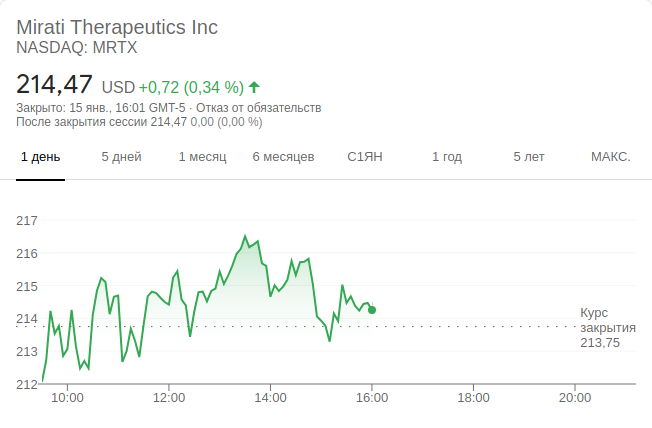 Mirati Therapeutics Inc
NASDAQ: MRTX
214,47 USD +0,72 (0,34 %)
Закрыто: 15 янв., 16:01 GMT-5 · Отказ от обязательств
После закрытия сессии 214,47 0,00 (0,00 %)
1 день 5 дней 1 месяц 6 месяцев С1ЯН 1 год 5 лет МАКС.
217
216
215
214
213
212
Курс
закрытия
213,75
10:00 12:00 14:00 16:00 18:00 20:00